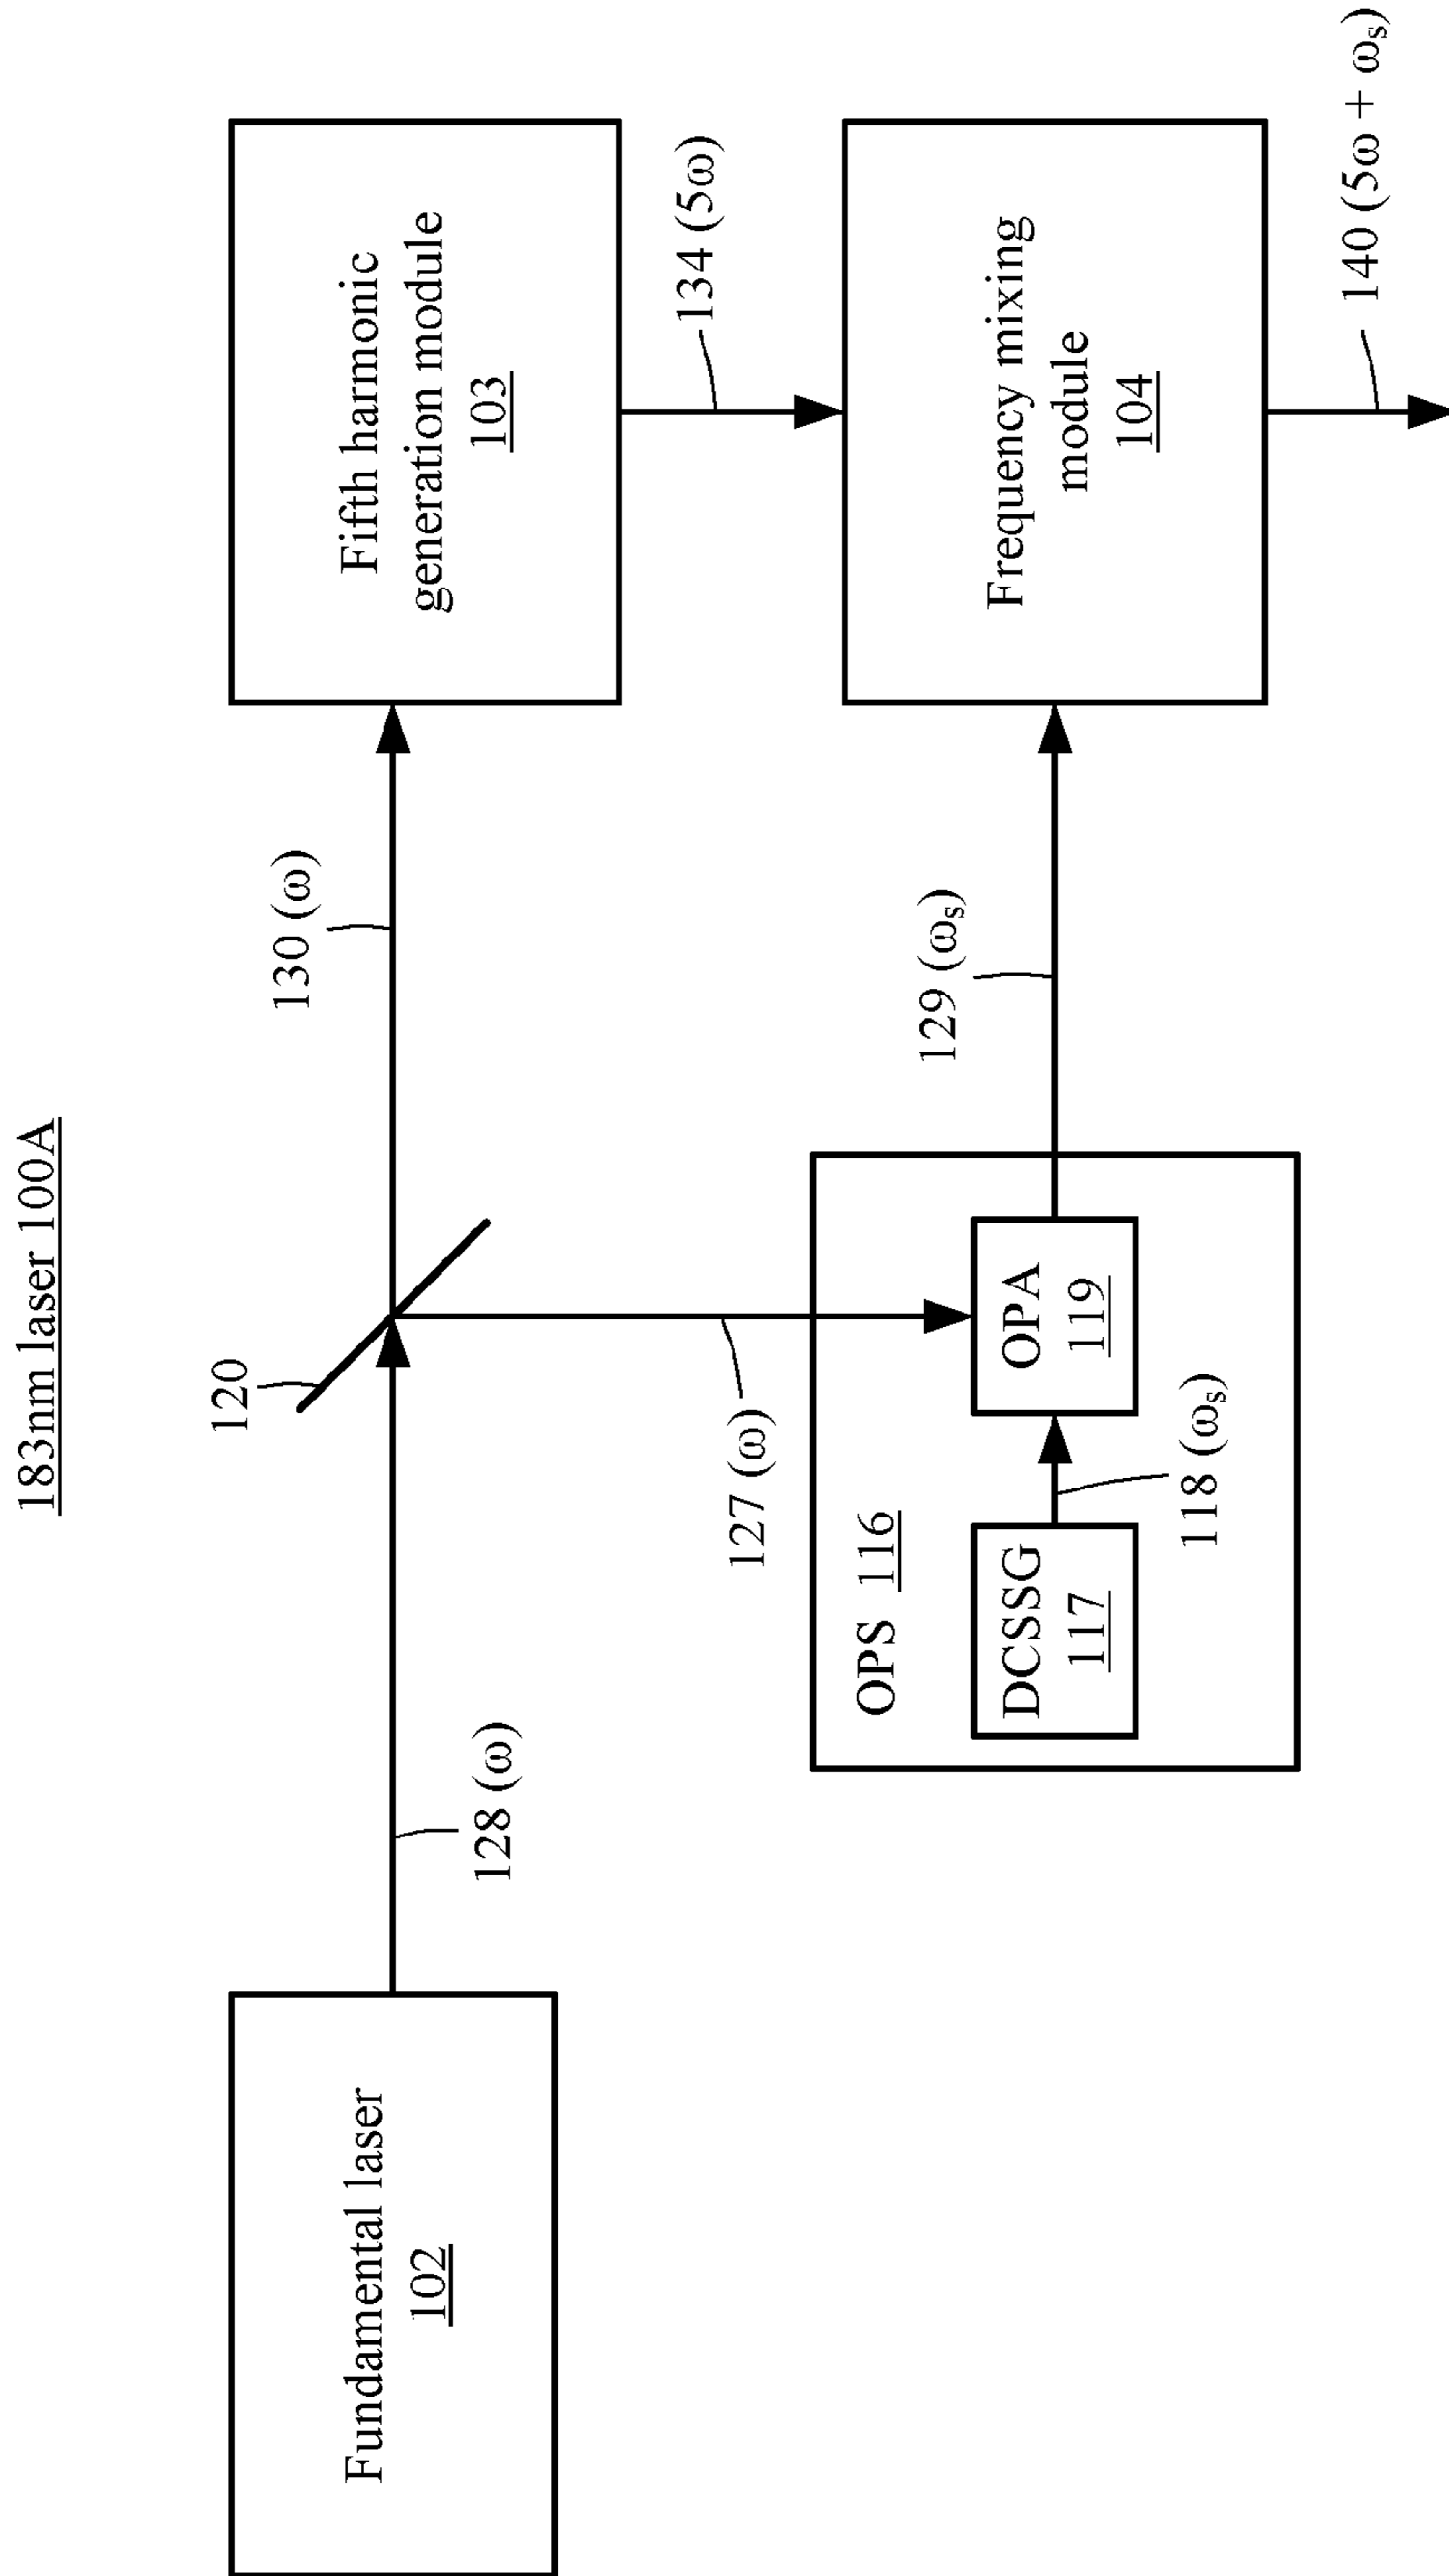 183nm laser 100A
Fundamental laser
102
128 (ω)
120
130 (ω)
Fifth harmonic
generation module
103
127 (ω)
134 (5ω)
OPS 116
DCSSG
117
118 (ωs)
OPA
119
129 (ωs)
Frequency mixing
module
104
140 (5ω + ωs)